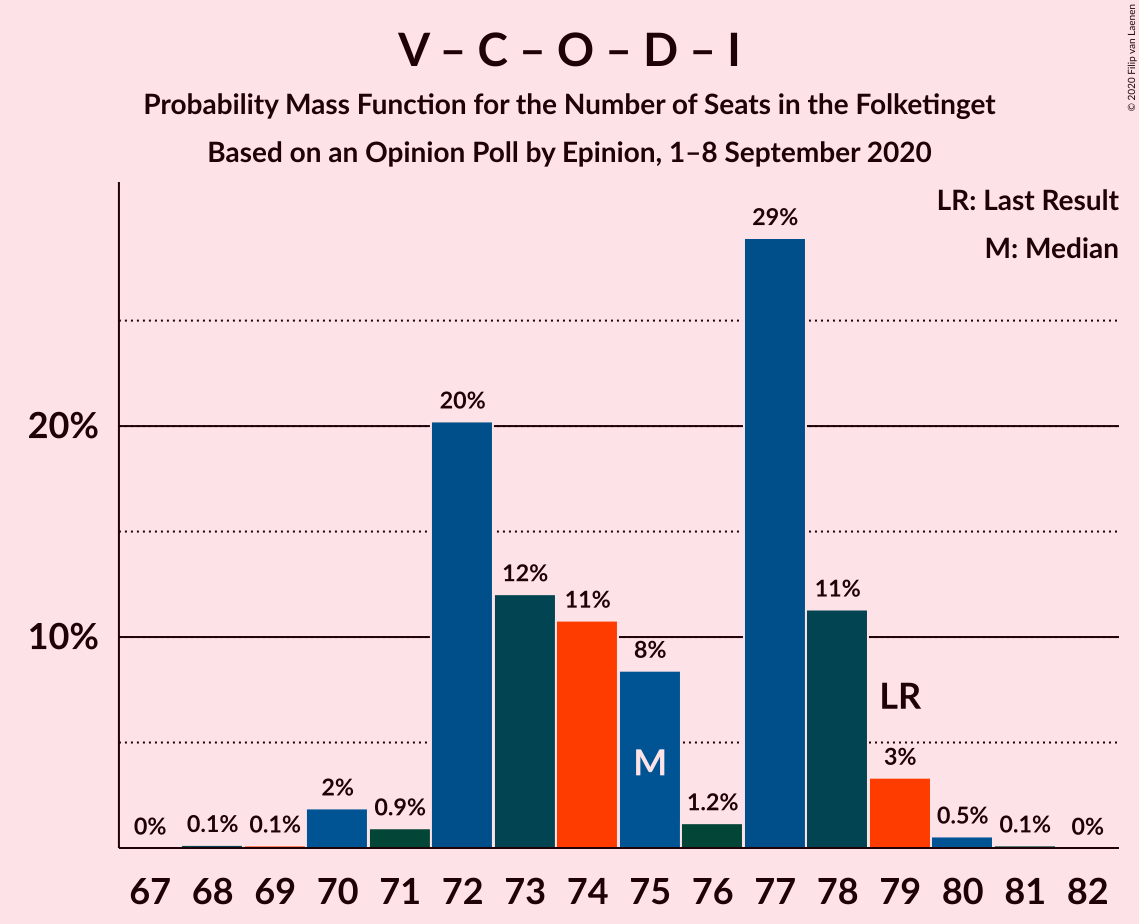 V – C – O – D – I
Probability Mass Function for the Number of Seats in the Folketinget
Based on an Opinion Poll by Epinion, 1–8 September 2020
© 2020 Filip van Laenen
LR: Last Result
M: Median
29%
20%
20%
12%
11%
11%
10%
8%
LR
M
3%
2%
1.2%
0.9%
0.5%
0%
0.1%
0.1%
0.1%
0%
67 68 69 70 71 72 73 74 75 76 77 78 79 80 81 82